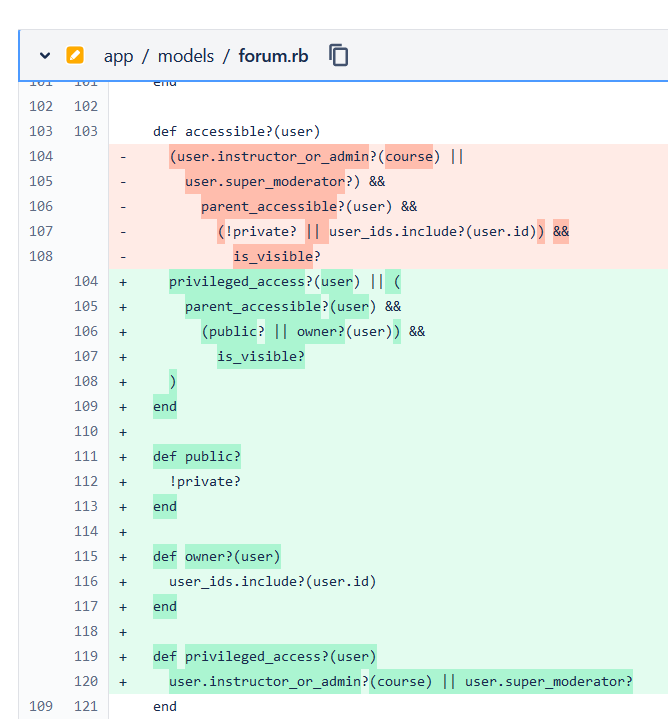 app / models / forum.rb
101 101 end
102 102
103 103 def accessible?(user)
104 - (user.instructor_or_admin?(course) ||
105 - user.super_moderator?) &&
106 - parent_accessible?(user) &&
107 - (!private? || user_ids.include?(user.id)) &&
108 - is_visible?
104 + privileged_access?(user) || (
105 + parent_accessible?(user) &&
106 + (public? || owner?(user)) &&
107 + is_visible?
108 + )
109 + end
110 +
111 + def public?
112 + !private?
113 + end
114 +
115 + def owner?(user)
116 + user_ids.include?(user.id)
117 + end
118 +
119 + def privileged_access?(user)
120 + user.instructor_or_admin?(course) || user.super_moderator?
109 121 end